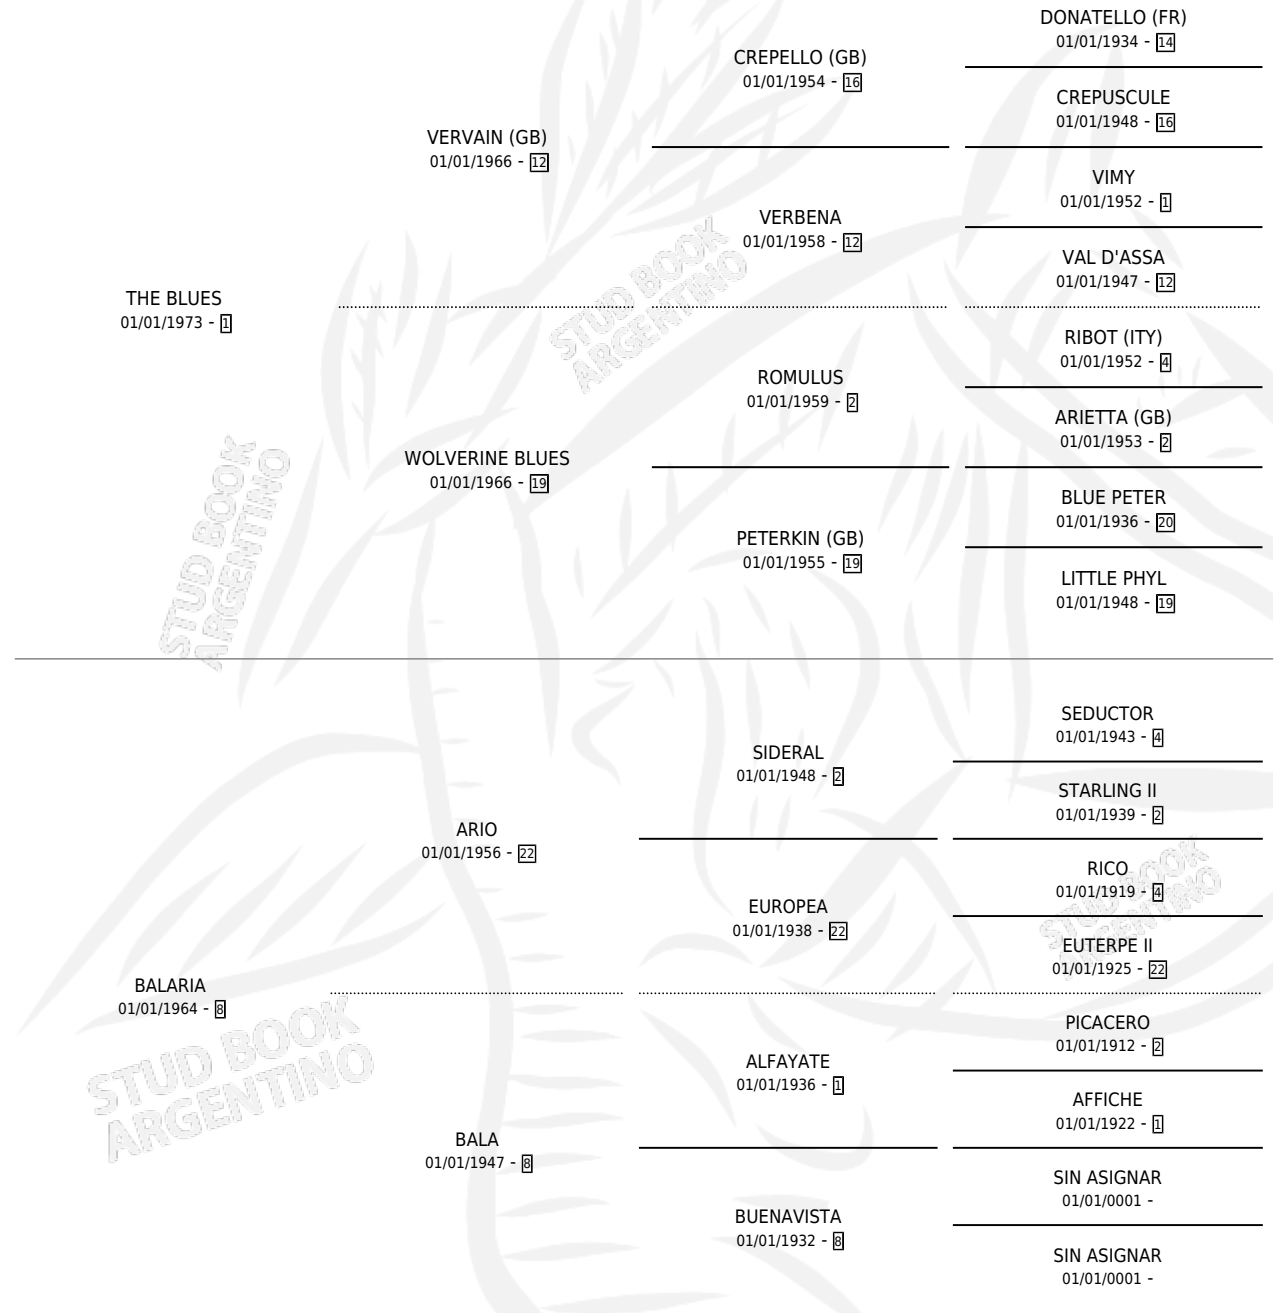 DONATELLO (FR)
01/01/1934 - 14
CREPELLO (GB)
01/01/1954 - 16
CREPUSCULE
01/01/1948 - 16
VERVAIN (GB)
01/01/1966 - 12
VIMY
01/01/1952 - 1
VERBENA
01/01/1958 - 12
VAL D'ASSA
01/01/1947 - 12
THE BLUES
01/01/1973 - 1
RIBOT (ITY)
01/01/1952 - 4
ROMULUS
01/01/1959 - 2
ARIETTA (GB)
01/01/1953 - 2
WOLVERINE BLUES
01/01/1966 - 19
BLUE PETER
01/01/1936 - 20
PETERKIN (GB)
01/01/1955 - 19
LITTLE PHYL
01/01/1948 - 19
SEDUCTOR
01/01/1943 - 4
SIDERAL
01/01/1948 - 2
STARLING II
01/01/1939 - 2
ARIO
01/01/1956 - 22
RICO
01/01/1919 - 4
EUROPEA
01/01/1938 - 22
EUTERPE II
01/01/1925 - 22
BALARIA
01/01/1964 - 8
PICACERO
01/01/1912 - 2
ALFAYATE
01/01/1936 - 1
AFFICHE
01/01/1922 - 1
BALA
01/01/1947 - 8
SIN ASIGNAR
01/01/0001 -
BUENAVISTA
01/01/1932 - 8
SIN ASIGNAR
01/01/0001 -
STUD BOOK
ARGENTINO
STUD BOOK
ARGENTINO
STUD BOOK
ARGENTINO
STUD BOOK
ARGENTINO